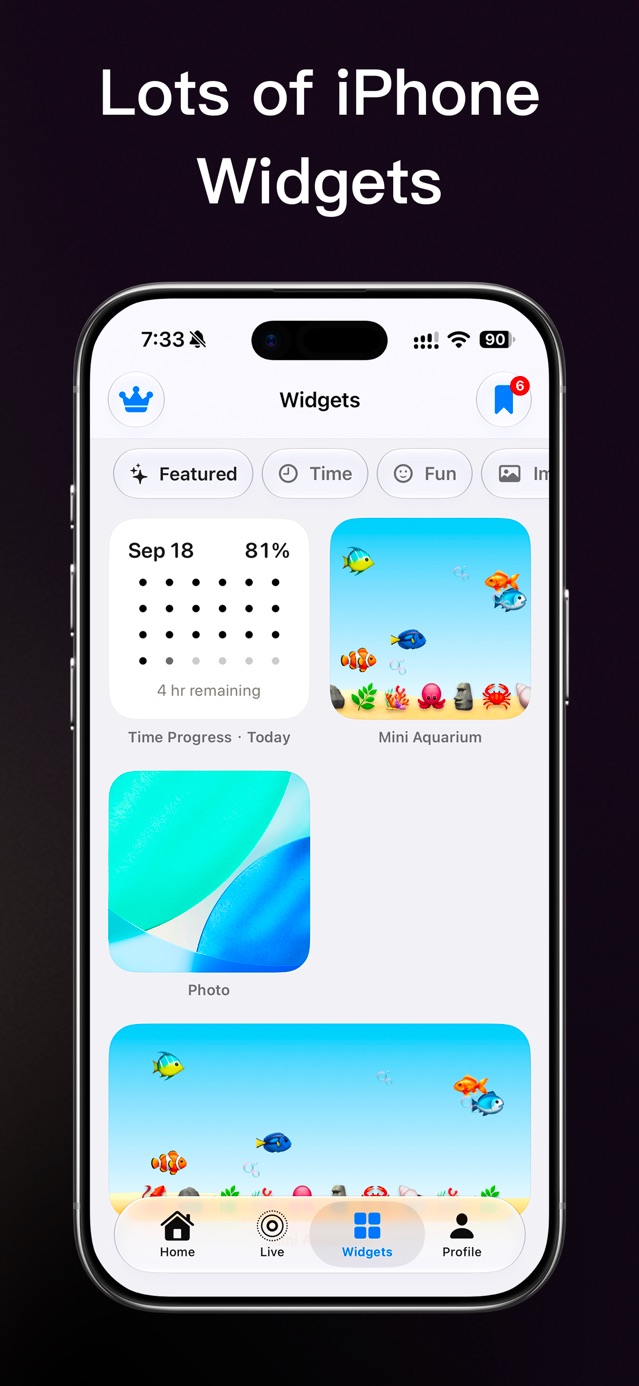 Lots of iPhone
Widgets
7:33
90
Widgets
6
Featured
Time
Fun
Sep 18
81%
4 hr remaining
Time Progress · Today
Mini Aquarium
Photo
Home
Live
Widgets
Profile